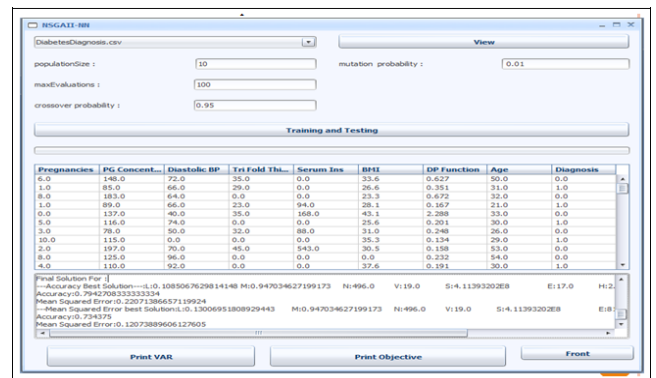 NSGAII-NN
DiabetesDiagnosis.csv View
populationSize : 10 mutation probability : 0.01
maxEvaluations : 100
crossover probability : 0.95
Training and Testing
Pregnancies PG Concent... Diastolic BP Tri Fold Thi... Serum Ins BMI DP Function Age Diagnosis
6.0 148.0 72.0 35.0 0.0 33.6 0.627 50.0 0.0
1.0 85.0 66.0 29.0 0.0 26.6 0.351 31.0 1.0
8.0 183.0 64.0 0.0 0.0 23.3 0.672 32.0 0.0
1.0 89.0 66.0 23.0 94.0 28.1 0.167 21.0 1.0
0.0 137.0 40.0 35.0 168.0 43.1 2.288 33.0 0.0
5.0 116.0 74.0 0.0 0.0 25.6 0.201 30.0 1.0
3.0 78.0 50.0 32.0 88.0 31.0 0.248 26.0 0.0
10.0 115.0 0.0 0.0 0.0 35.3 0.134 29.0 1.0
2.0 197.0 70.0 45.0 543.0 30.5 0.158 53.0 0.0
8.0 125.0 96.0 0.0 0.0 0.0 0.232 54.0 0.0
4.0 110.0 92.0 0.0 0.0 37.6 0.191 30.0 1.0
Final Solution For :
---Accuracy Best Solution---:L:0.1085067629814148 M:0.947034627199173 N:496.0 V:19.0 S:4.11393202E8 E:17.0 H:2.
Accuracy:0.7942708333333334
Mean Squared Error:0.22071386657119924
---Mean Squared Error best Solution:L:0.13006951808929443 M:0.947034627199173 N:496.0 V:19.0 S:4.11393202E8 E:8
Accuracy:0.734375
Mean Squared Error:0.12073889606127605
Print VAR Print Objective Front